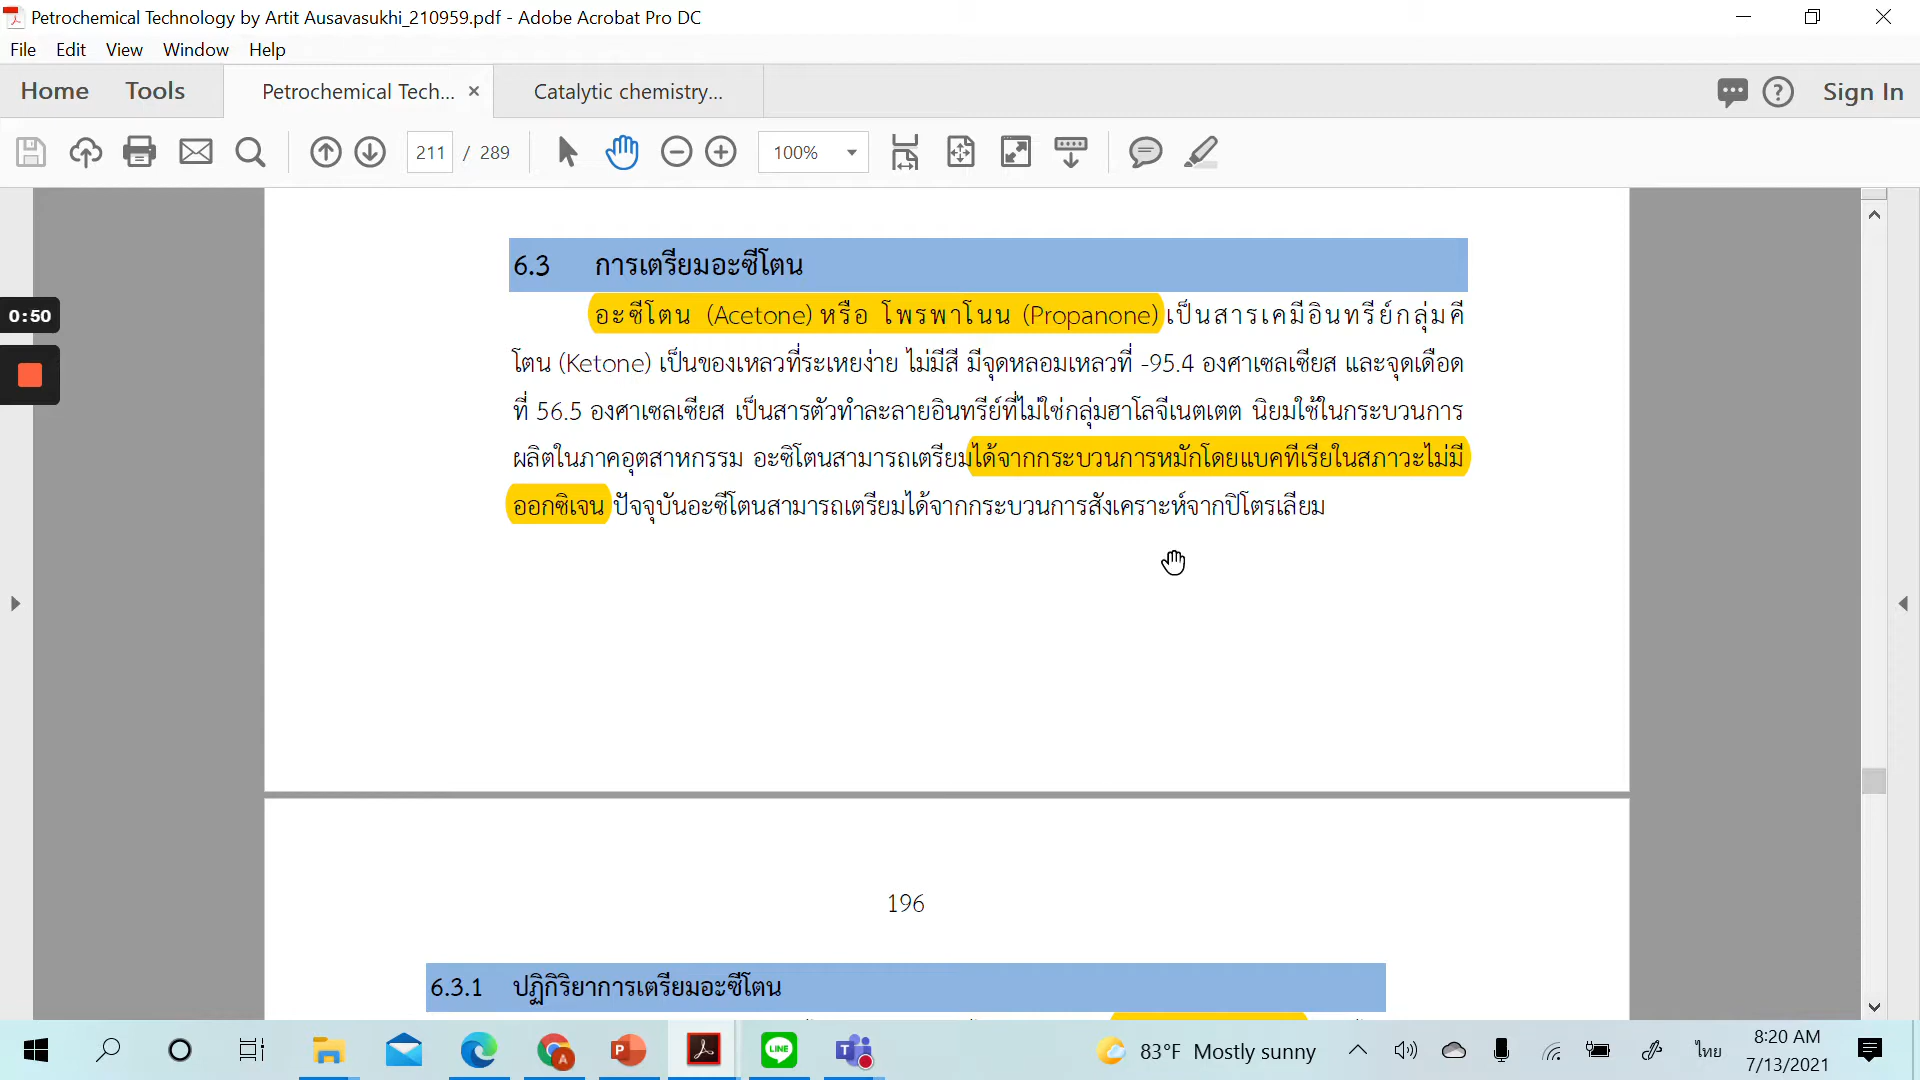 Petrochemical Technology by Artit Ausavasukhi_210959.pdf - Adobe Acrobat Pro DC
File Edit View Window Help
Home Tools Petrochemical Tech... × Catalytic chemistry... Sign In
211 / 289 100%
6.3 การเตรียมอะซีโตน
0:50
อะซีโตน (Acetone) หรือ โพรพาโนน (Propanone) เป็นสารเคมีอินทรีย์กลุ่มคี
โตน (Ketone) เป็นของเหลวที่ระเหยง่าย ไม่มีสี มีจุดหลอมเหลวที่ -95.4 องศาเซลเซียส และจุดเดือด
ที่ 56.5 องศาเซลเซียส เป็นสารตัวทำละลายอินทรีย์ที่ไม่ใช่กลุ่มฮาโลจีเนตเตต นิยมใช้ในกระบวนการ
ผลิตในภาคอุตสาหกรรม อะซิโตนสามารถเตรียมได้จากกระบวนการหมักโดยแบคทีเรียในสภาวะไม่มี
ออกซิเจน ปัจจุบันอะซีโตนสามารถเตรียมได้จากกระบวนการสังเคราะห์จากปิโตรเลียม
196
6.3.1 ปฏิกิริยาการเตรียมอะซีโตน
A P LINE T 83°F Mostly sunny ไทย 8:20 AM
7/13/2021